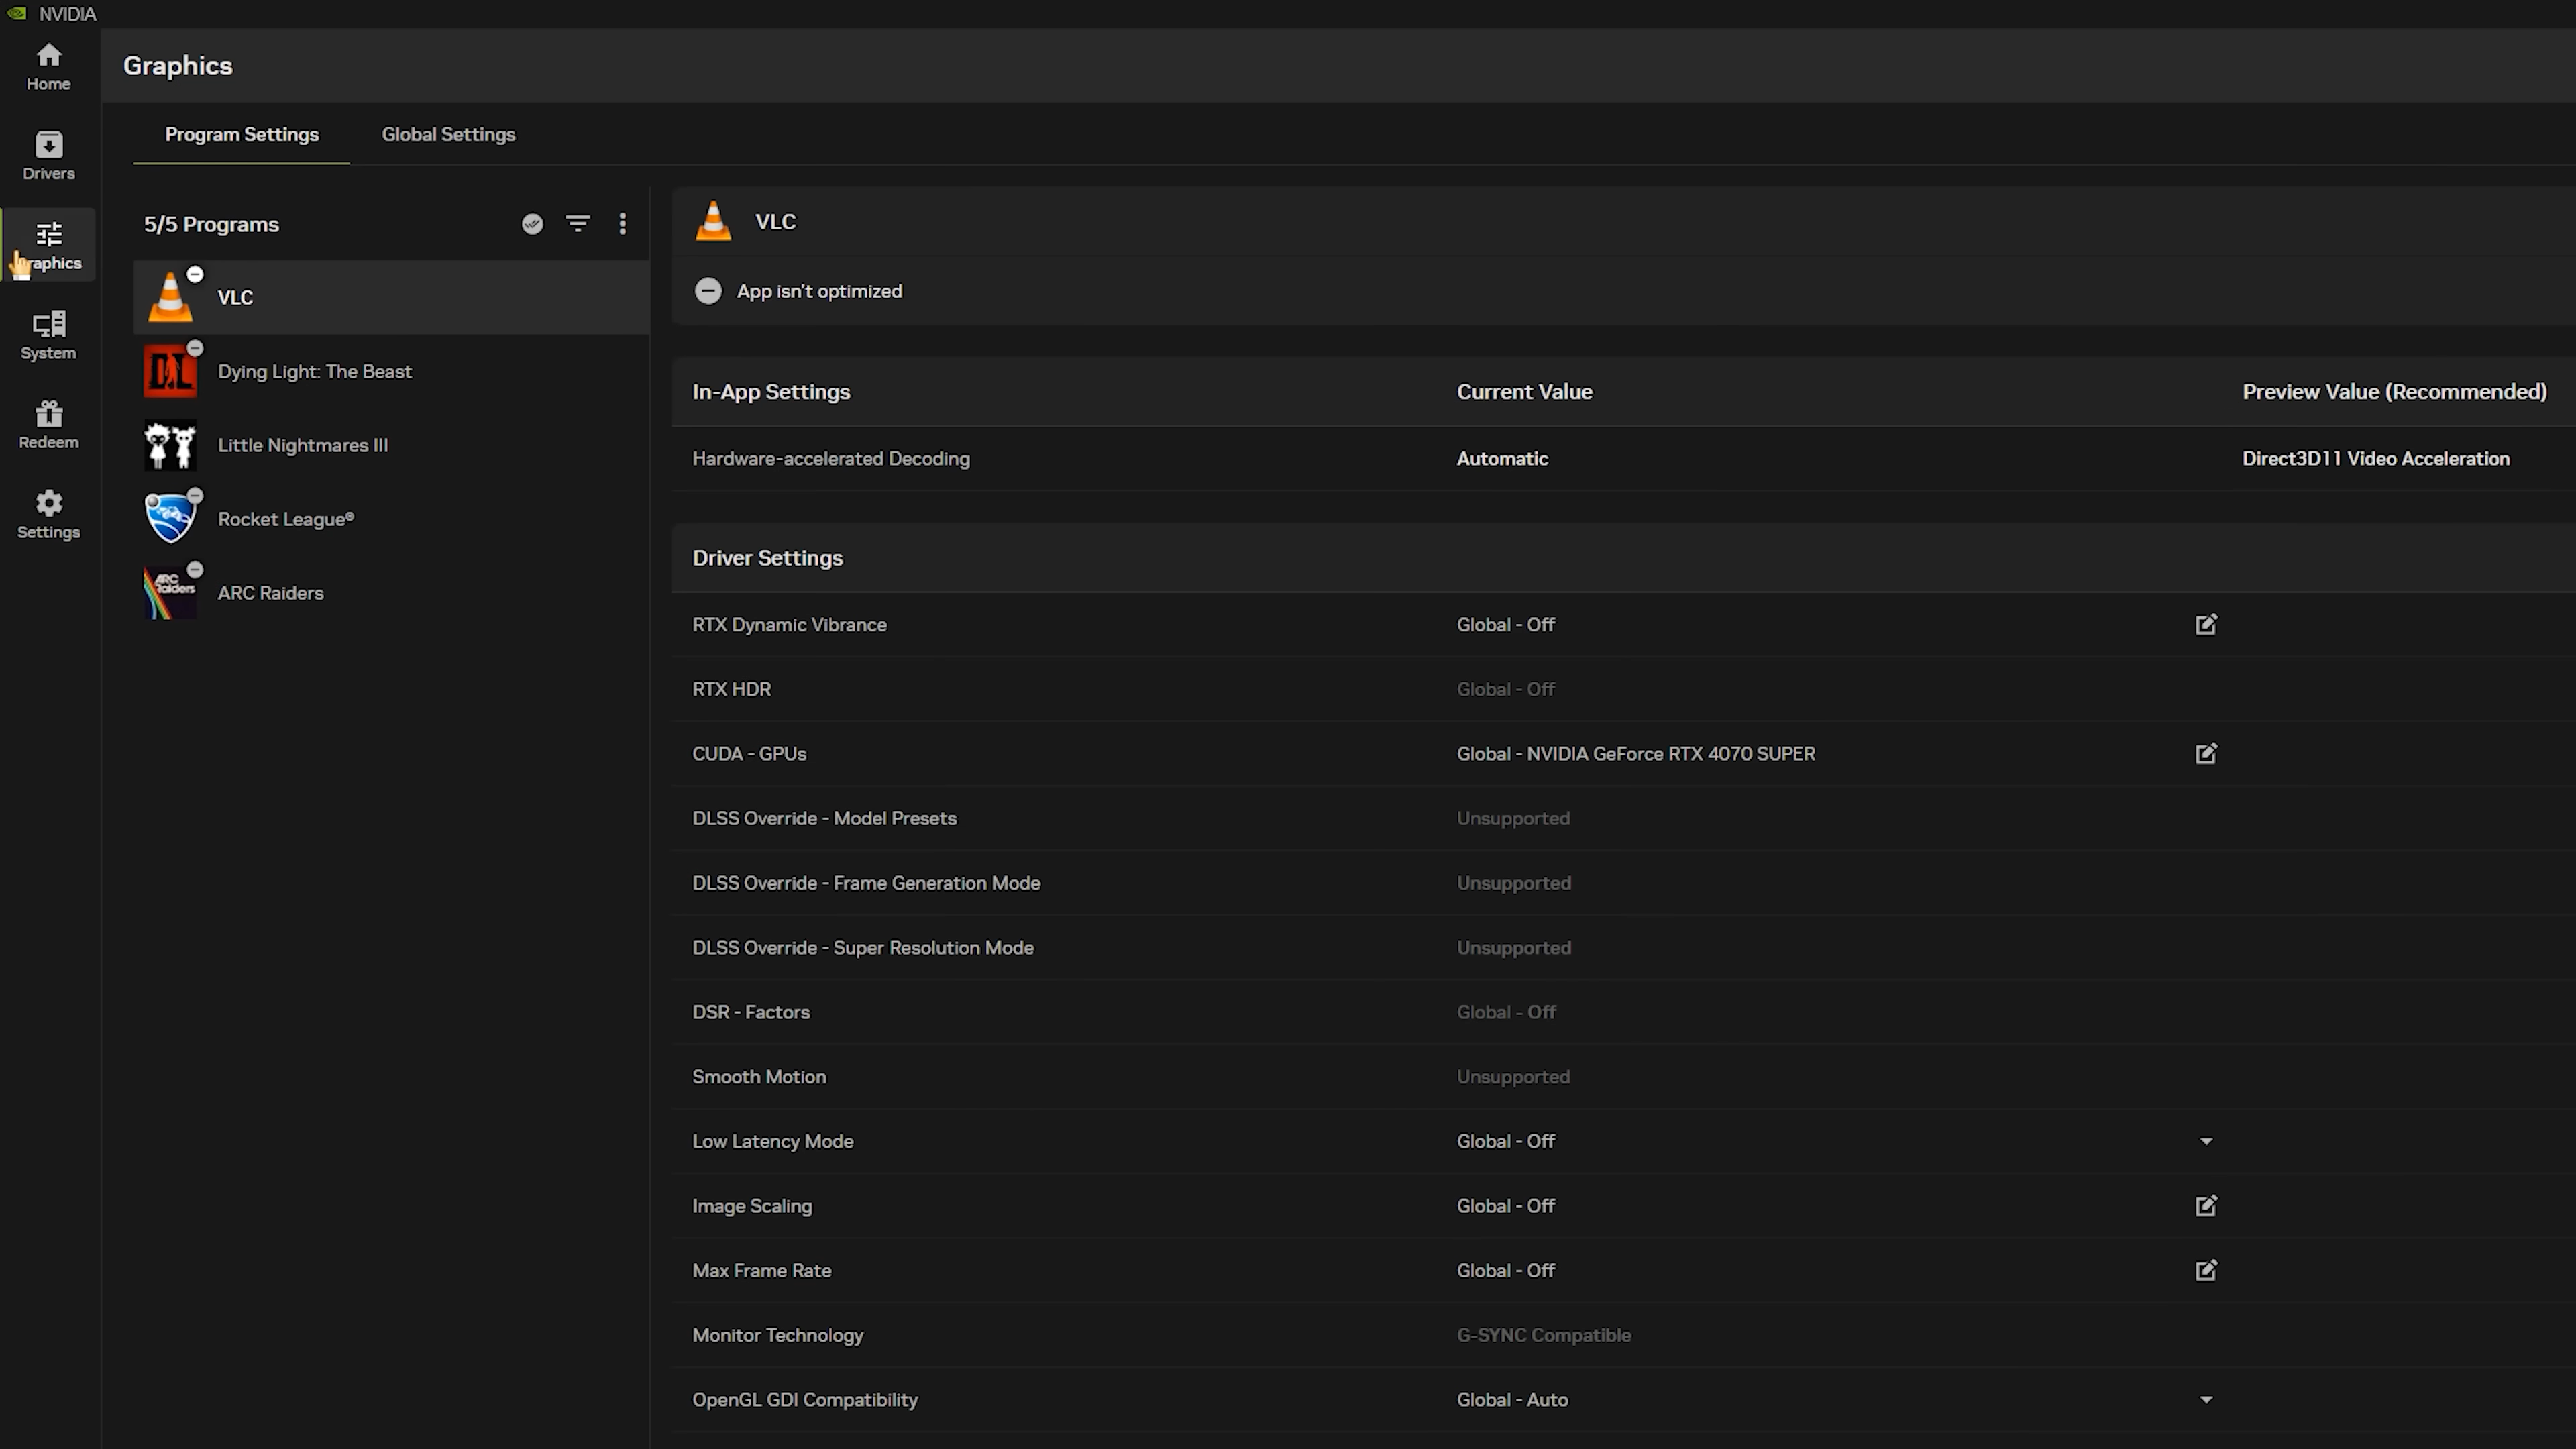 NVIDIA
Home
Drivers
raphics
System
Redeem
Settings
Graphics
Program Settings
Global Settings
5/5 Programs
VLC
Dying Light: The Beast
Little Nightmares III
Rocket League®
ARC Raiders
DL
ARC
Raiders
VLC
App isn't optimized
In-App Settings Current Value Preview Value (Recommended)
Hardware-accelerated Decoding Automatic Direct3D11 Video Acceleration
Driver Settings
RTX Dynamic Vibrance Global - Off
RTX HDR Global - Off
CUDA - GPUs Global - NVIDIA GeForce RTX 4070 SUPER
DLSS Override - Model Presets Unsupported
DLSS Override - Frame Generation Mode Unsupported
DLSS Override - Super Resolution Mode Unsupported
DSR - Factors Global - Off
Smooth Motion Unsupported
Low Latency Mode Global - Off
Image Scaling Global - Off
Max Frame Rate Global - Off
Monitor Technology G-SYNC Compatible
OpenGL GDI Compatibility Global - Auto